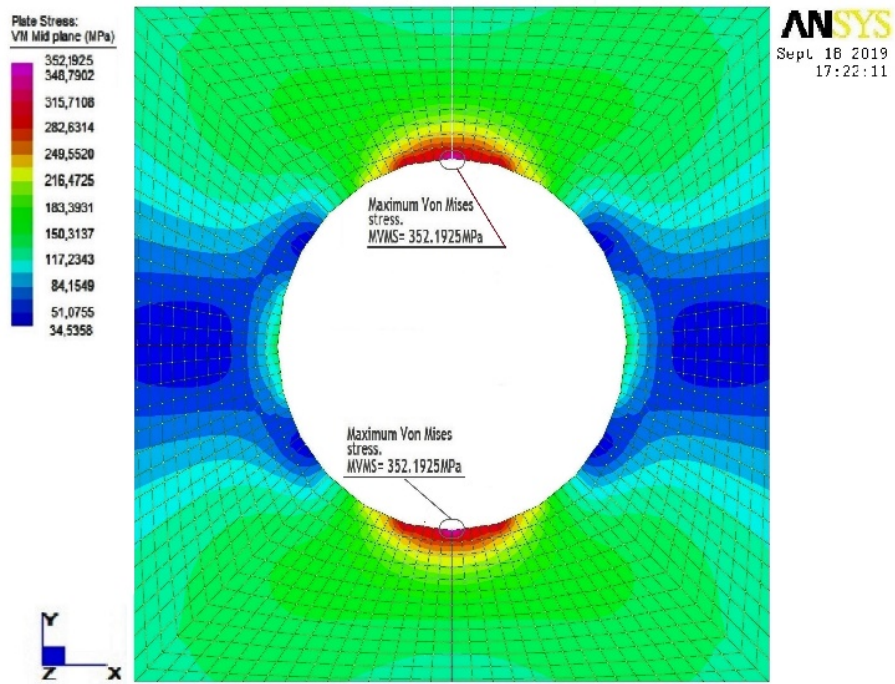 Plate Stress:
VM Mid plane (MPa)
352,1925
348,7902
315,7108
282,6314
249,5520
216,4725
183,3931
150,3137
117,2343
84,1549
51,0755
34,5358
ANSYS
Sept 18 2019
17:22:11
Maximum Von Mises
stress.
MVMS= 352.1925MPa
Maximum Von Mises
stress.
MVMS= 352.1925MPa
Y
Z X